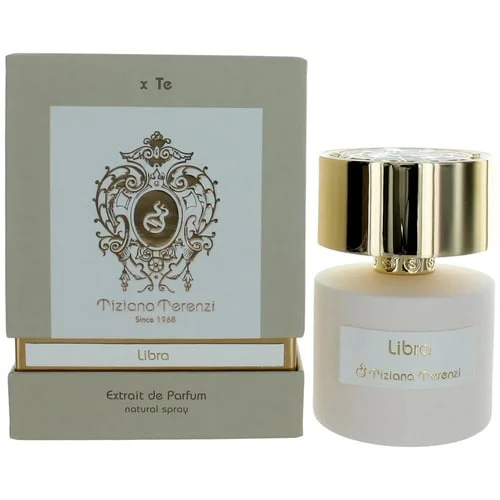 x Te
Tiziana Terenzi
Since 1968
Libra
Extrait de Parfum
natural spray
Libra
Tiziana Terenzi